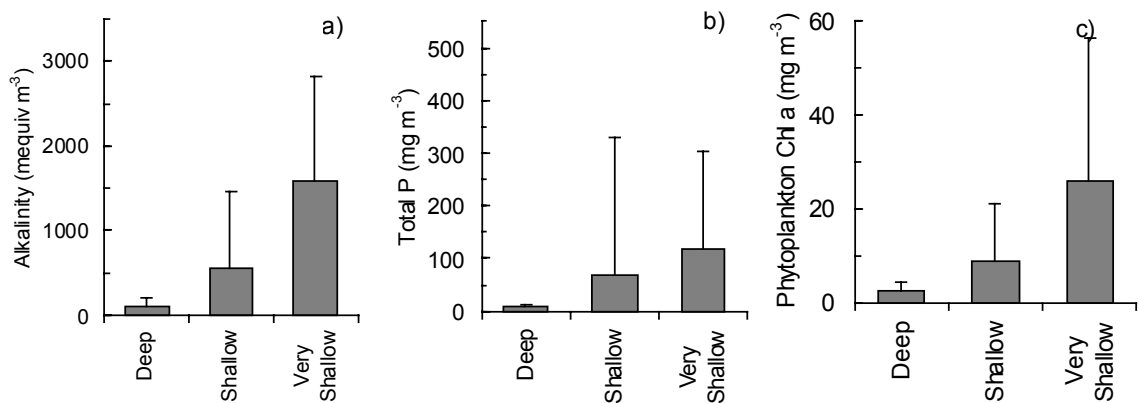 a)
Alkalinity (mequiv m-3)
3000
2000
1000
0
Deep
Shallow
Very
Shallow
b)
Total P (mg m-3)
500
400
300
200
100
0
Deep
Shallow
Very
Shallow
c)
Phytoplankton Chl a (mg m-3)
60
40
20
0
Deep
Shallow
Very
Shallow